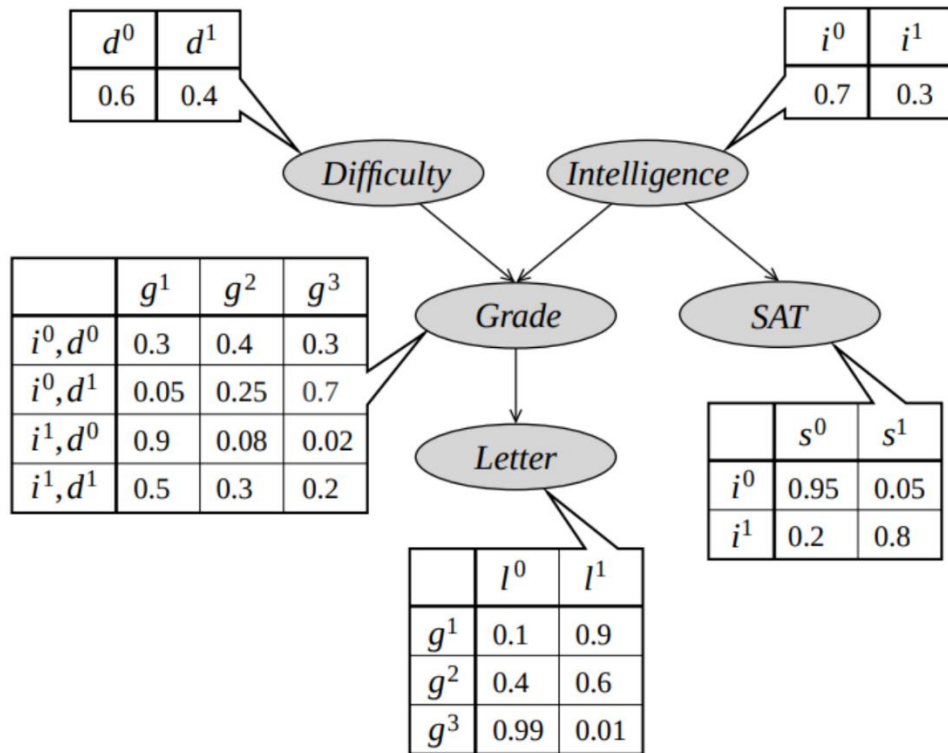 d⁰ d¹
0.6 0.4
i⁰ i¹
0.7 0.3
Difficulty
Intelligence
g¹ g² g³
i⁰,d⁰ 0.3 0.4 0.3
i⁰,d¹ 0.05 0.25 0.7
i¹,d⁰ 0.9 0.08 0.02
i¹,d¹ 0.5 0.3 0.2
Grade
SAT
Letter
s⁰ s¹
i⁰ 0.95 0.05
i¹ 0.2 0.8
l⁰ l¹
g¹ 0.1 0.9
g² 0.4 0.6
g³ 0.99 0.01